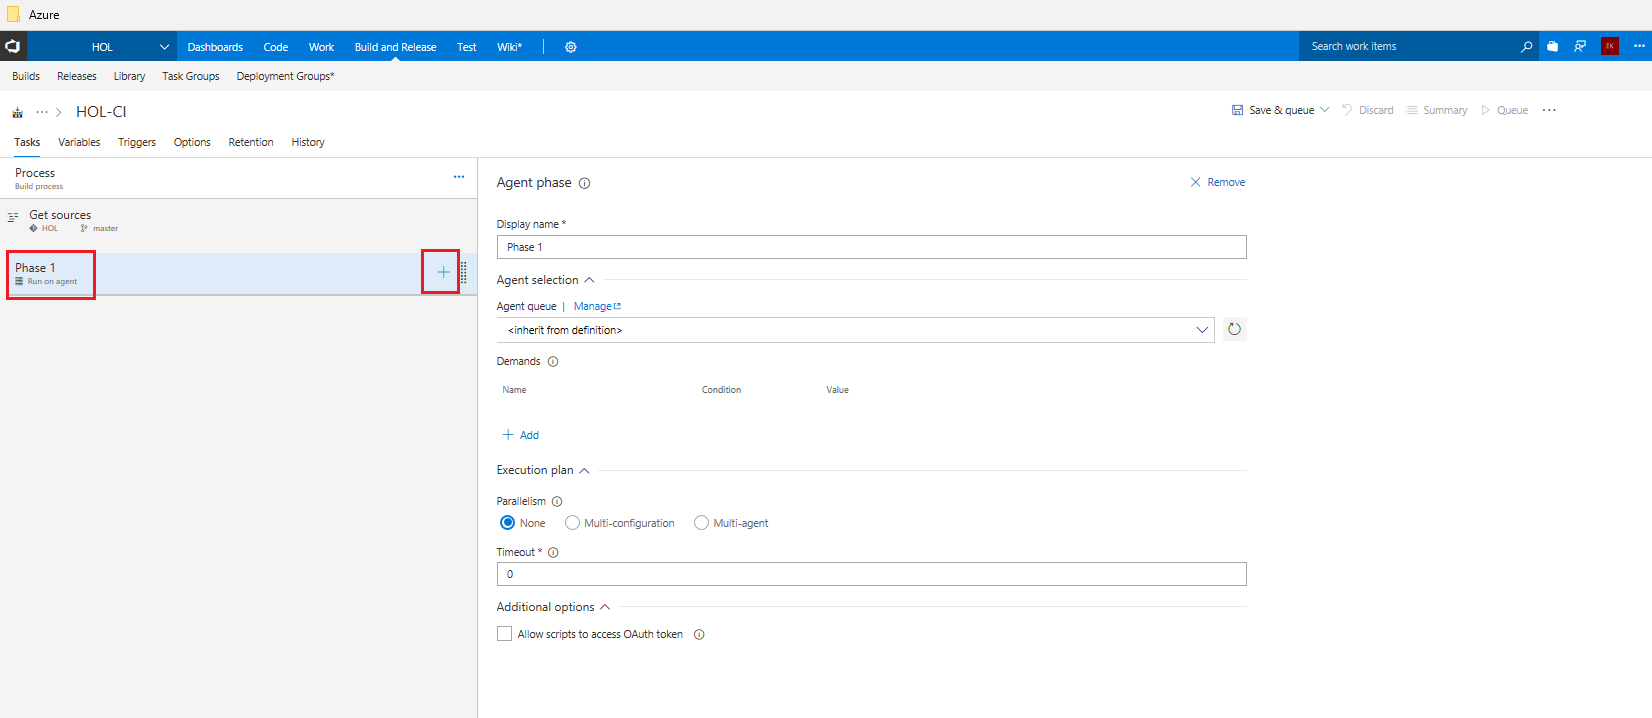 Azure
HOL Dashboards Code Work Build and Release Test Wiki* Search work items EK
Builds Releases Library Task Groups Deployment Groups*
HOL-CI Save & queue Discard Summary Queue
Tasks Variables Triggers Options Retention History
Process
Build process
Get sources
HOL master
Phase 1
Run on agent
Agent phase Remove
Display name *
Phase 1
Agent selection
Agent queue | Manage
<inherit from definition>
Demands
Name Condition Value
Add
Execution plan
Parallelism
None Multi-configuration Multi-agent
Timeout *
0
Additional options
Allow scripts to access OAuth token